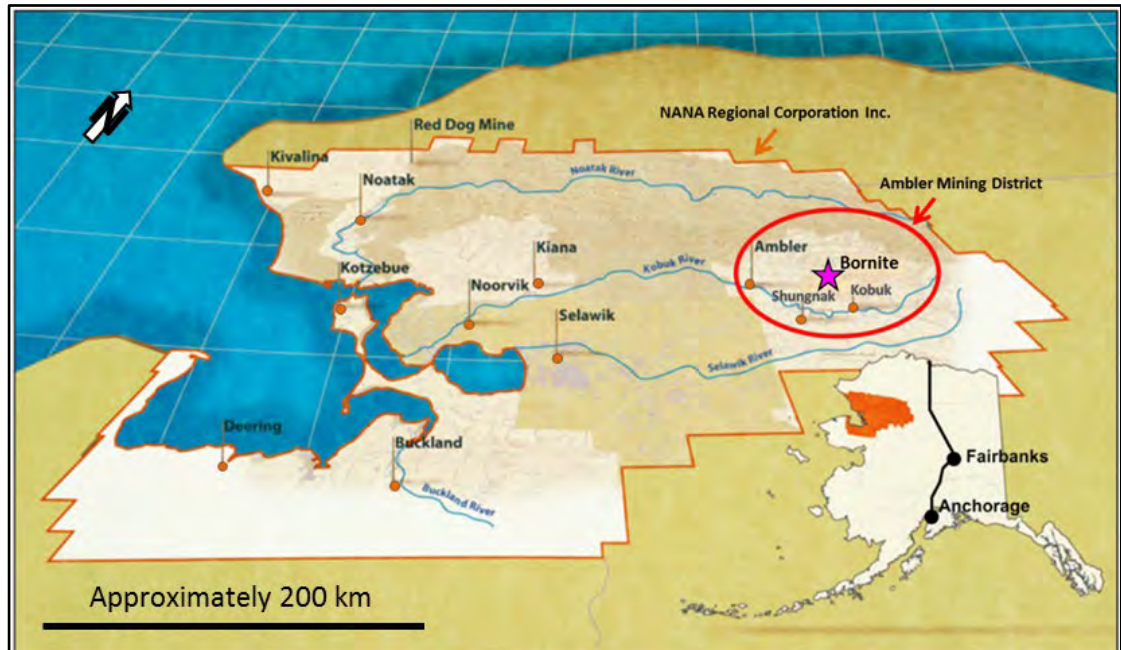 N
NANA Regional Corporation Inc.
Red Dog Mine
Kivalina
Noatak
Noatak River
Ambler Mining District
Kiana
Ambler
Kobuk River
Bornite
Kotzebue
Noorvik
Shungnak
Kobuk
Selawik
Selawik River
Deering
Buckland
Buckland River
Fairbanks
Anchorage
Approximately 200 km